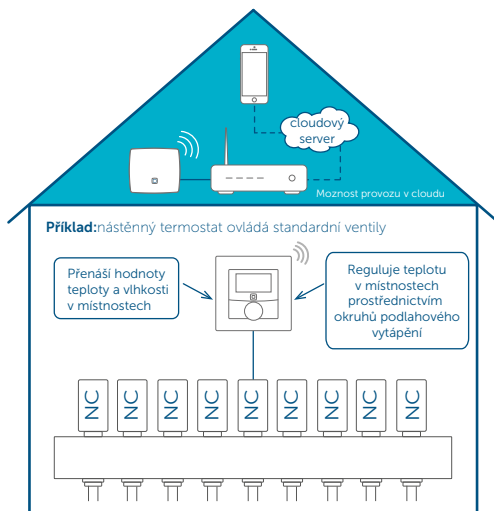 cloudový
server
Moznost provozu v cloudu
Příklad:nástěnný termostat ovládá standardní ventily
Přenáší hodnoty
teploty a vlhkosti
v místnostech
Reguluje teplotu
v místnostech
prostřednictvím
okruhů podlahového
vytápění
NC NC NC NC NC NC NC NC NC